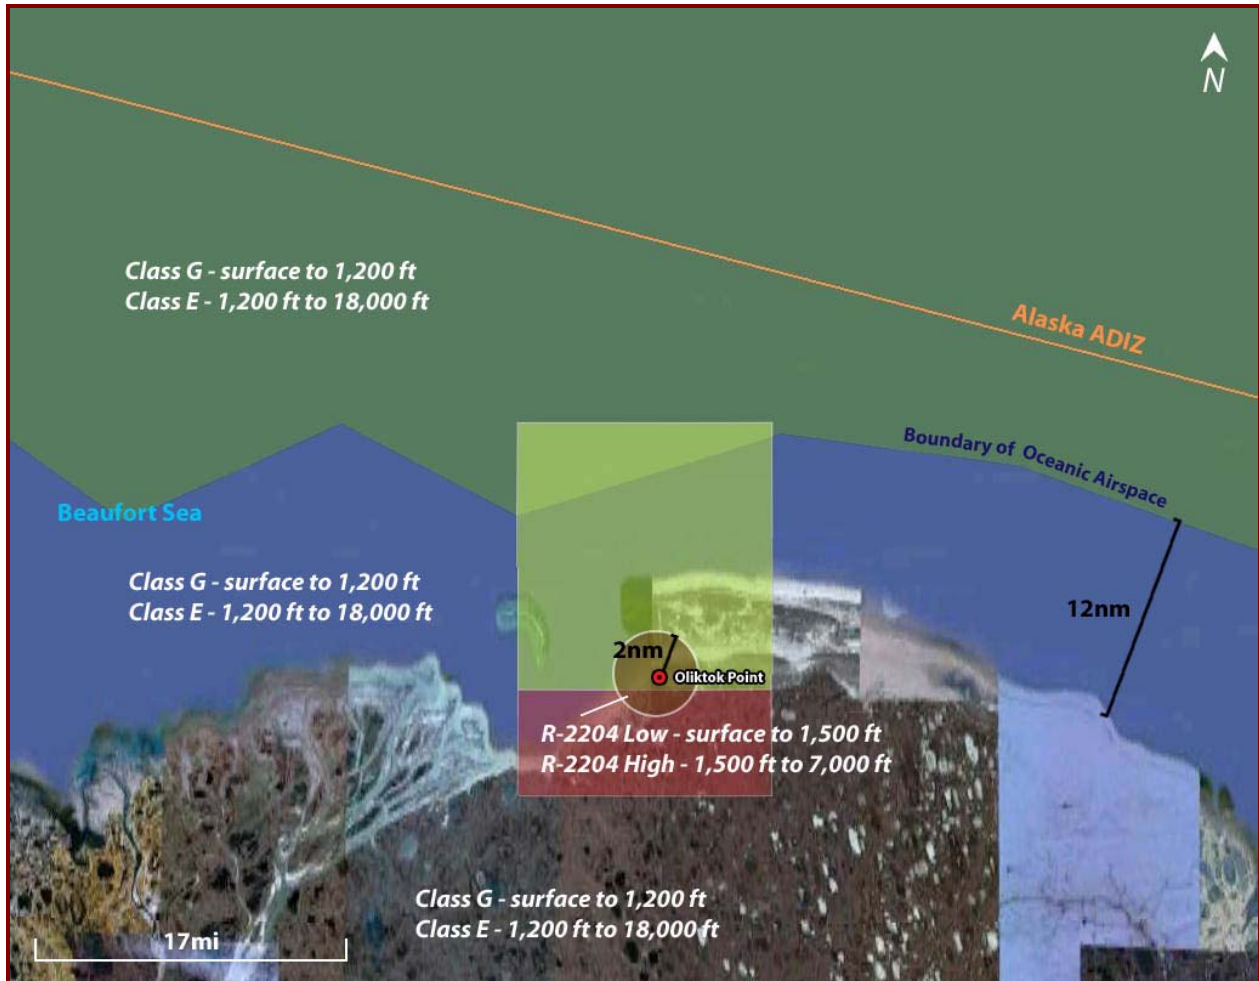 N
Class G - surface to 1,200 ft
Class E - 1,200 ft to 18,000 ft
Alaska ADIZ
Boundary of Oceanic Airspace
Beaufort Sea
Class G - surface to 1,200 ft
Class E - 1,200 ft to 18,000 ft
12nm
2nm
Oliktok Point
R-2204 Low - surface to 1,500 ft
R-2204 High - 1,500 ft to 7,000 ft
Class G - surface to 1,200 ft
Class E - 1,200 ft to 18,000 ft
17mi